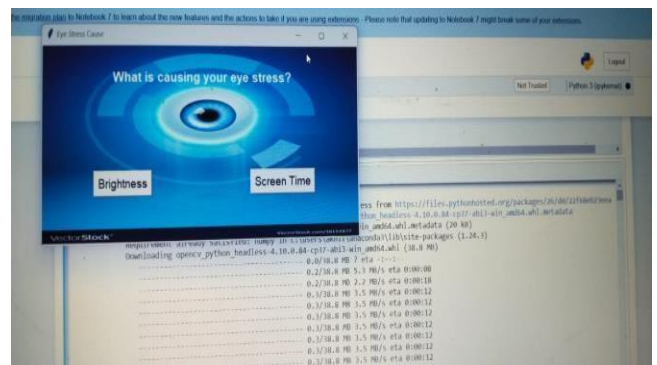 the migration plan to Notebook 7 to learn about the new features and the actions to take if you are using extensions - Please note that updating to Notebook 7 might break some of your extensions.
Eye Stress Cause
Logout
Not Trusted
Python 3 (ipykernel)
What is causing your eye stress?
Brightness
Screen Time
VectorStock
ess from https://files.pythonhosted.org/packages/26/d0/
thon_headless-4.10.0.84-cp37-abi3-win_amd64.whl.metadata
in_amd64.whl.metadata (20 kB)
Requirement already satisfied: numpy in c:\users\ \anaconda3\lib\site-packages (1.24.3)
Downloading opencv_python_headless-4.10.0.84-cp37-abi3-win_amd64.whl (38.8 MB)
0.0/38.8 MB ? eta -:--:--
0.2/38.8 MB 5.3 MB/s eta 0:00:08
0.2/38.8 MB 2.2 MB/s eta 0:00:18
0.3/38.8 MB 3.5 MB/s eta 0:00:12
0.3/38.8 MB 3.5 MB/s eta 0:00:12
0.3/38.8 MB 3.5 MB/s eta 0:00:12
0.3/38.8 MB 3.5 MB/s eta 0:00:12
0.3/38.8 MB 3.5 MB/s eta 0:00:12
0.3/38.8 MB 3.5 MB/s eta 0:00:12
0.3/38.8 MB 3.5 MB/s eta 0:00:12